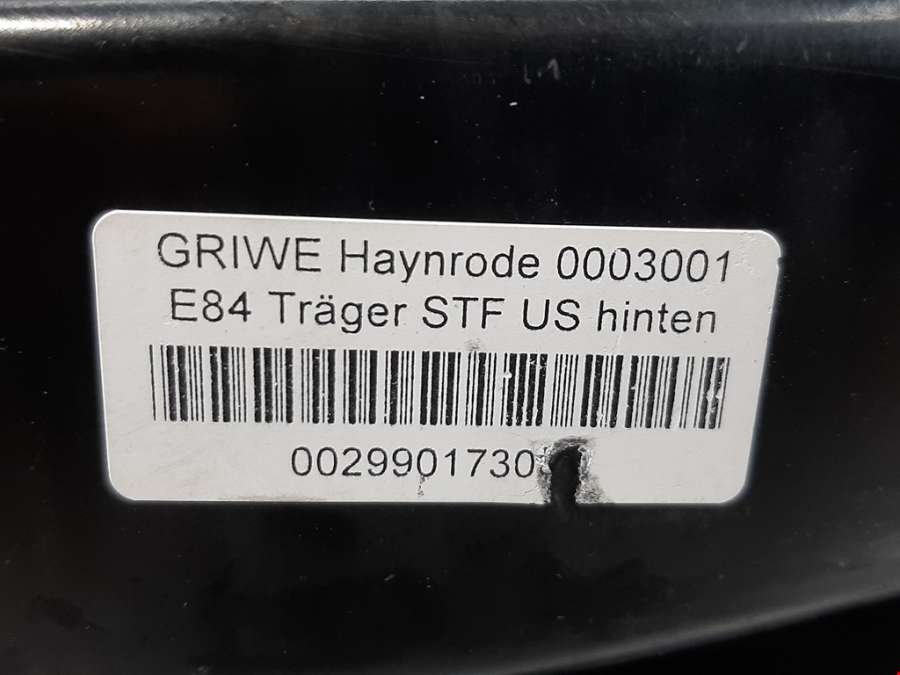 GRIWE Haynrode 0003001
E84 Träger STF US hinten
0029901730